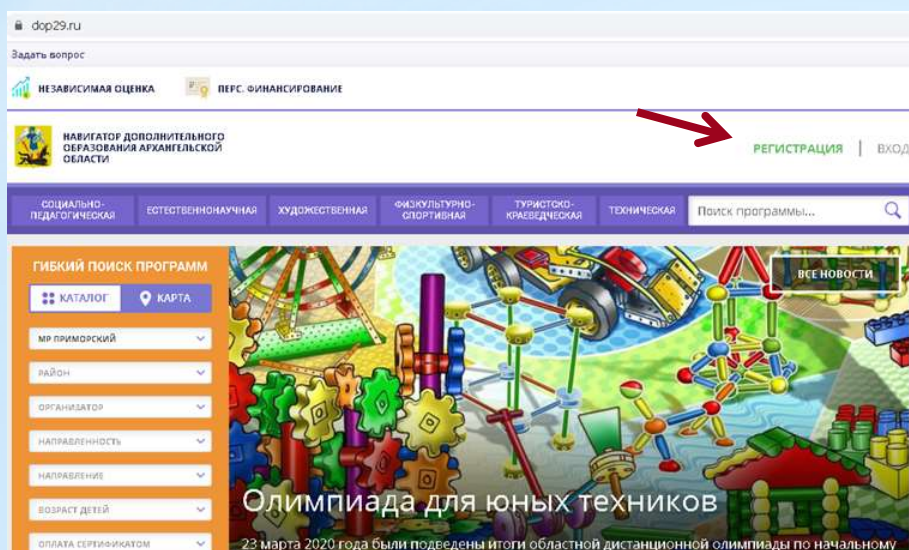 dop29.ru
Задать вопрос
НЕЗАВИСИМАЯ ОЦЕНКА ПЕРС. ФИНАНСИРОВАНИЕ
НАВИГАТОР ДОПОЛНИТЕЛЬНОГО
ОБРАЗОВАНИЯ АРХАНГЕЛЬСКОЙ
ОБЛАСТИ
РЕГИСТРАЦИЯ | ВХОД
СОЦИАЛЬНО-
ПЕДАГОГИЧЕСКАЯ
ЕСТЕСТВЕННОНАУЧНАЯ
ХУДОЖЕСТВЕННАЯ
ФИЗКУЛЬТУРНО-
СПОРТИВНАЯ
ТУРИСТСКО-
КРАЕВЕДЧЕСКАЯ
ТЕХНИЧЕСКАЯ
Поиск программы...
ГИБКИЙ ПОИСК ПРОГРАММ
КАТАЛОГ КАРТА
МР ПРИМОРСКИЙ
РАЙОН
ОРГАНИЗАТОР
НАПРАВЛЕННОСТЬ
НАПРАВЛЕНИЕ
ВОЗРАСТ ДЕТЕЙ
ОПЛАТА СЕРТИФИКАТОМ
ВСЕ НОВОСТИ
Олимпиада для юных техников
23 марта 2020 года были подведены итоги областной дистанционной олимпиады по начальному